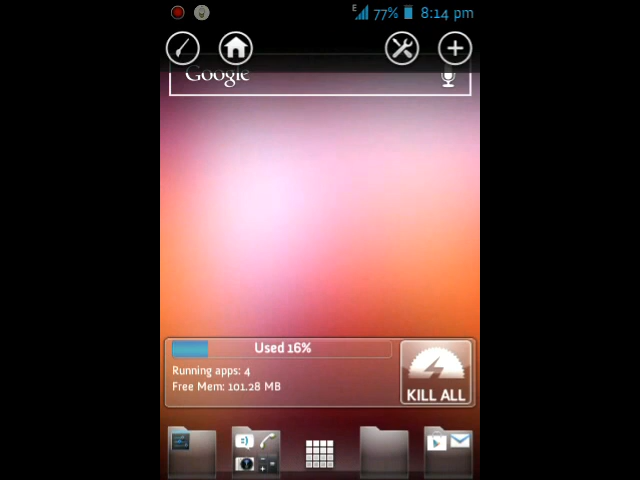 E 77% 8:14 pm
Google
Used 16%
Running apps: 4
Free Mem: 101.28 MB
KILL ALL